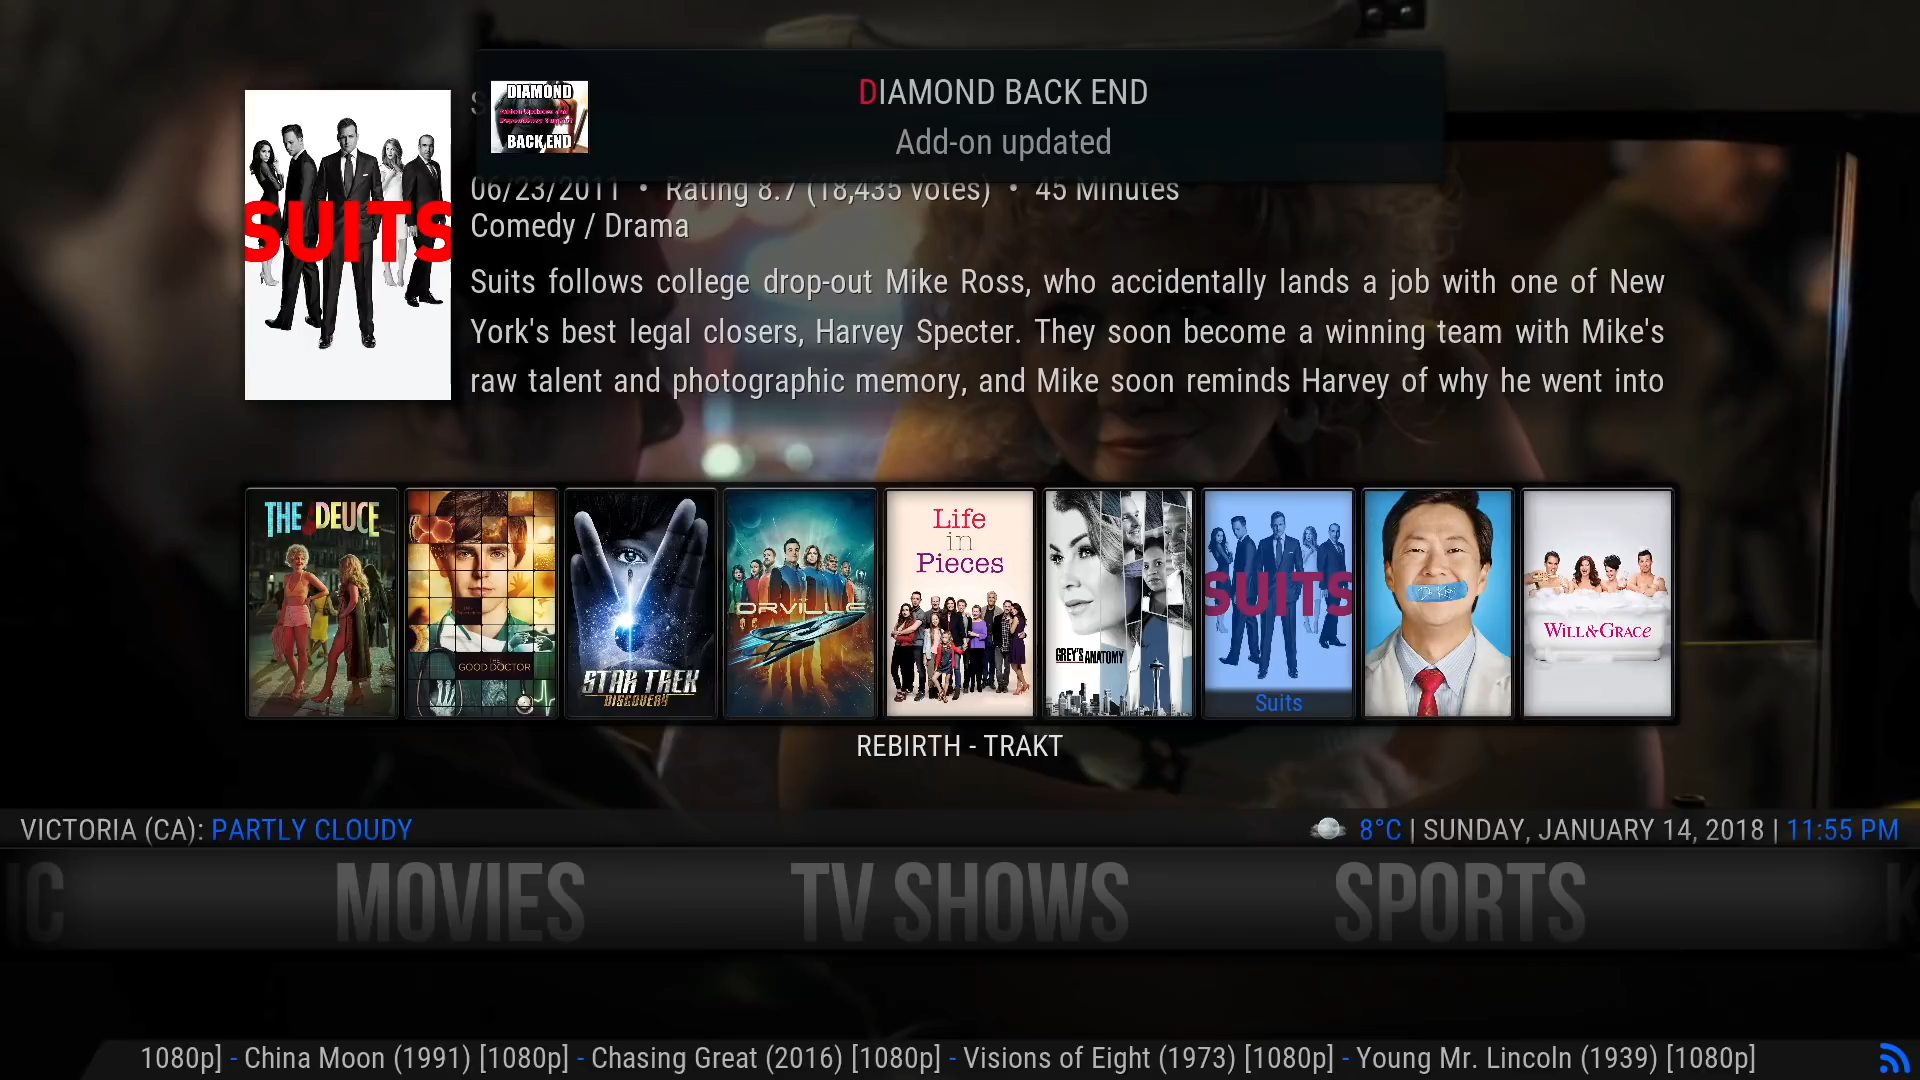 DIAMOND
BACK END
DIAMOND BACK END
Add-on updated
S
06/23/2011 • Rating 8.7 (18,435 votes) • 45 Minutes
Comedy / Drama
Suits follows college drop-out Mike Ross, who accidentally lands a job with one of New
York's best legal closers, Harvey Specter. They soon become a winning team with Mike's
raw talent and photographic memory, and Mike soon reminds Harvey of why he went into
SUITS
THE DEUCE
THE GOOD DOCTOR
STAR TREK
DISCOVERY
THE ORVILLE
Life
in
Pieces
GREY'S ANATOMY
SUITS
Suits
Dr. Ken
WILL & GRACE
REBIRTH - TRAKT
VICTORIA (CA): PARTLY CLOUDY
8°C | SUNDAY, JANUARY 14, 2018 | 11:55 PM
IC MOVIES TV SHOWS SPORTS K
1080p] - China Moon (1991) [1080p] - Chasing Great (2016) [1080p] - Visions of Eight (1973) [1080p] - Young Mr. Lincoln (1939) [1080p]